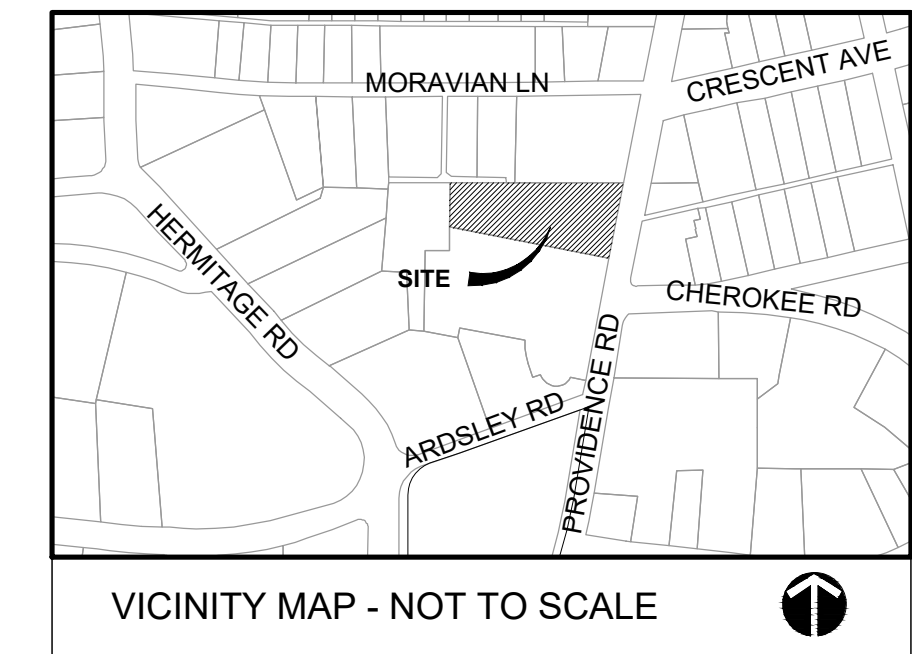 MORAVIAN LN
CRESCENT AVE
HERMITAGE RD
SITE
CHEROKEE RD
PROVIDENCE RD
ARDSLEY RD
VICINITY MAP - NOT TO SCALE